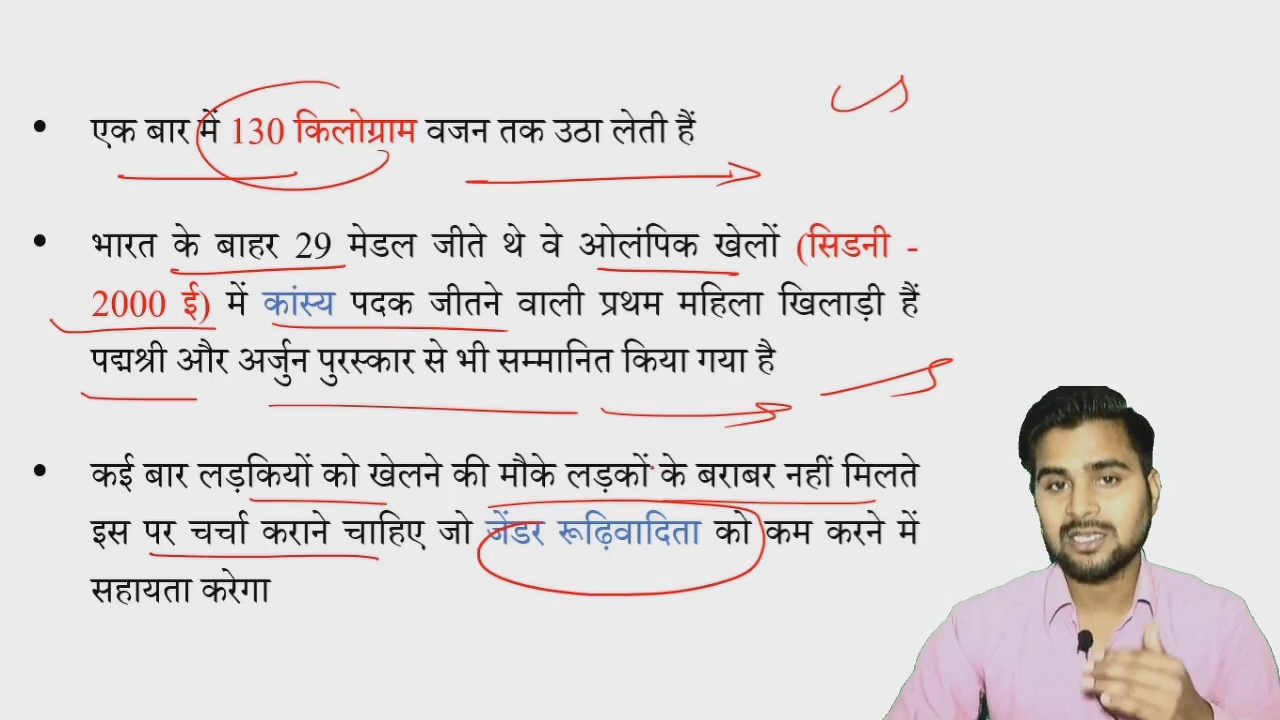 • एक बार में 130 किलोग्राम वजन तक उठा लेती हैं
• भारत के बाहर 29 मेडल जीते थे वे ओलंपिक खेलों (सिडनी -
2000 ई) में कांस्य पदक जीतने वाली प्रथम महिला खिलाड़ी हैं
पद्मश्री और अर्जुन पुरस्कार से भी सम्मानित किया गया है
• कई बार लड़कियों को खेलने की मौके लड़कों के बराबर नहीं मिलते
इस पर चर्चा कराने चाहिए जो जेंडर रूढ़िवादिता को कम करने में
सहायता करेगा